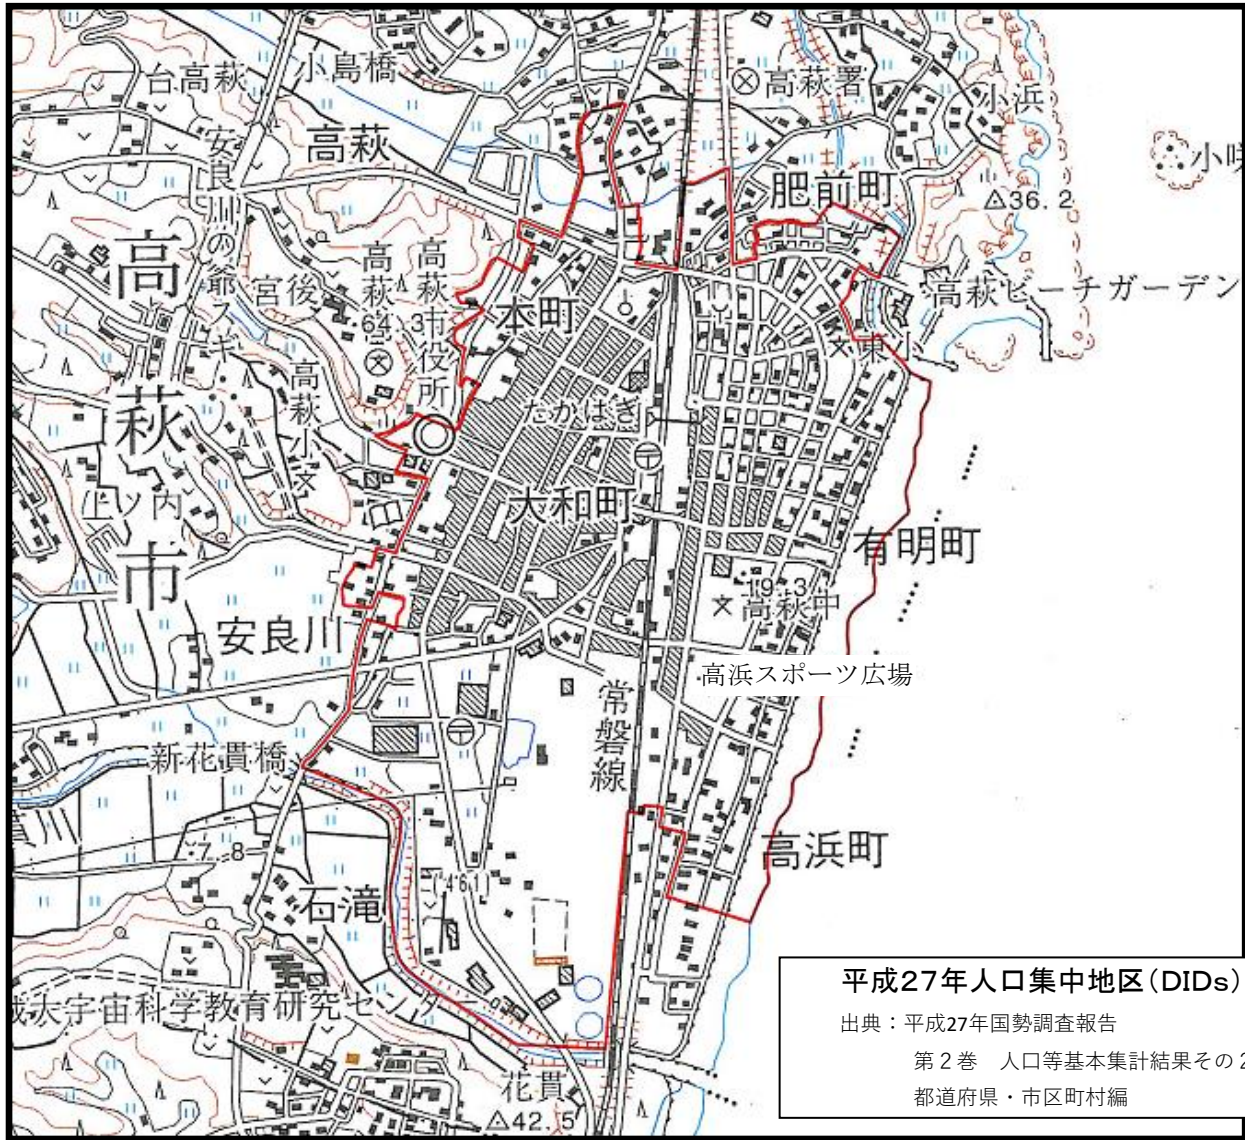 台高萩
小島橋
高萩署
小浜
高萩
安良川の爺スギ
肥前町
36.2
高萩市
宮後
高萩
64.3
高萩市役所
本町
高萩ビーチガーデン
東小
高萩小
たかはぎ
上ノ内
大和町
有明町
19.3
高萩中
安良川
高浜スポーツ広場
常磐線
新花貫橋
7.8
高浜町
石滝
(461)
大宇宙科学教育研究センター
花貫
42.5
平成27年人口集中地区(DIDs)
出典：平成27年国勢調査報告
第2巻 人口等基本集計結果その2
都道府県・市区町村編